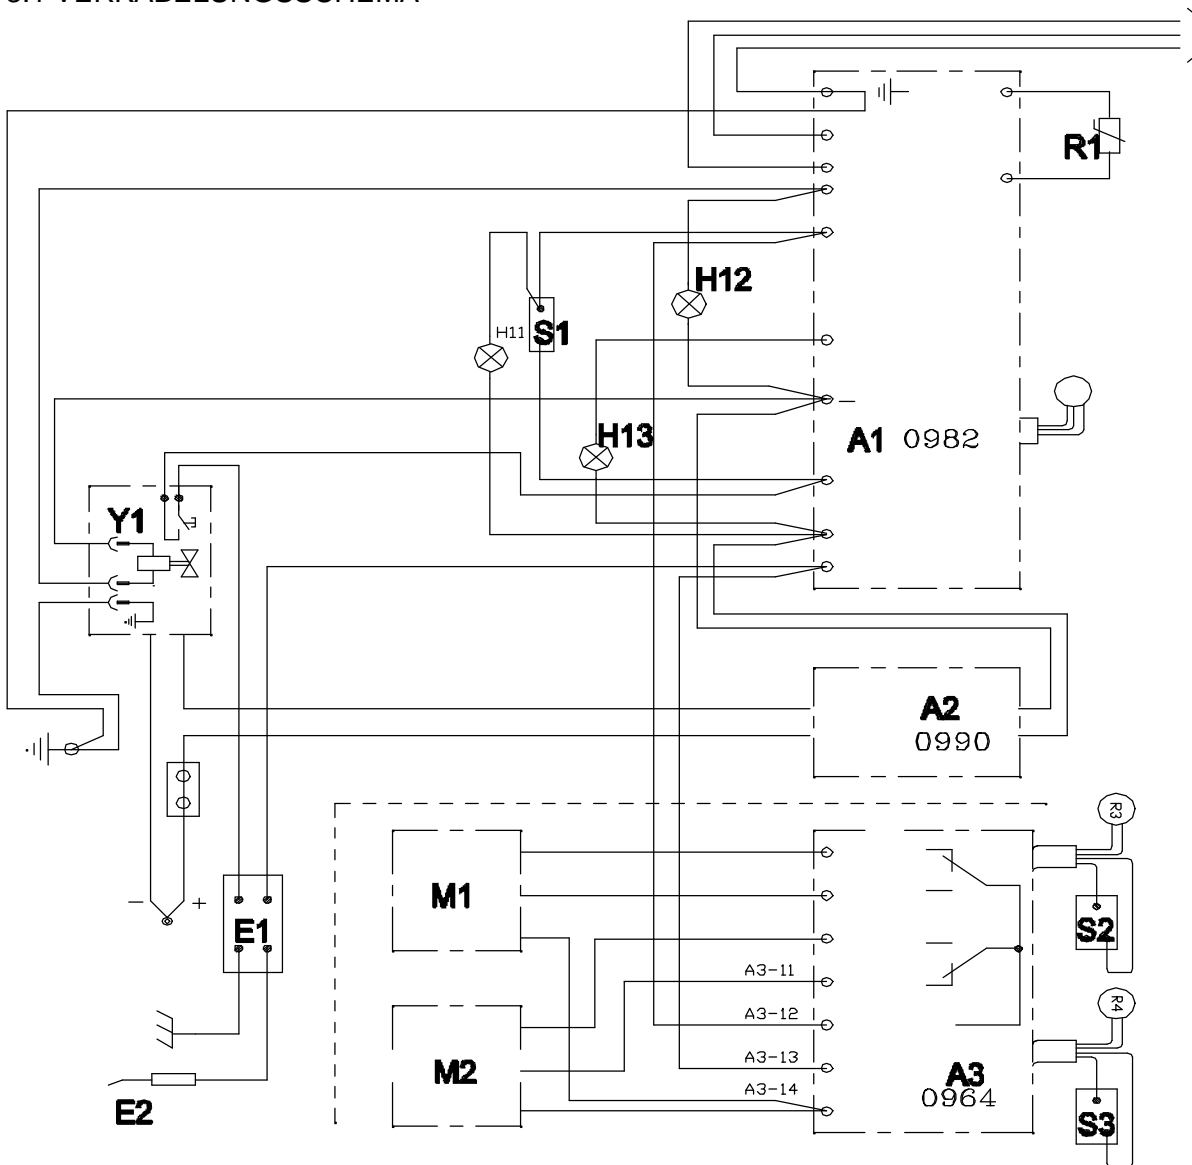 R1
H12
H11
S1
H13
A1 0982
Y1
A2
0990
R3
M1
- +
E1
S2
A3-11
R4
A3-12
M2
A3-13
A3
A3-14
0964
E2
S3